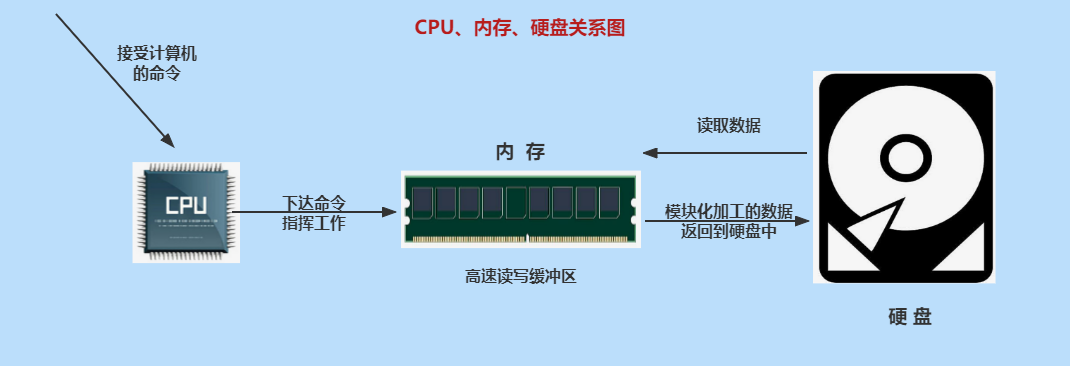 CPU、内存、硬盘关系图
接受计算机
的命令
读取数据
内 存
CPU
下达命令
指挥工作
模块化加工的数据
返回到硬盘中
高速读写缓冲区
硬 盘